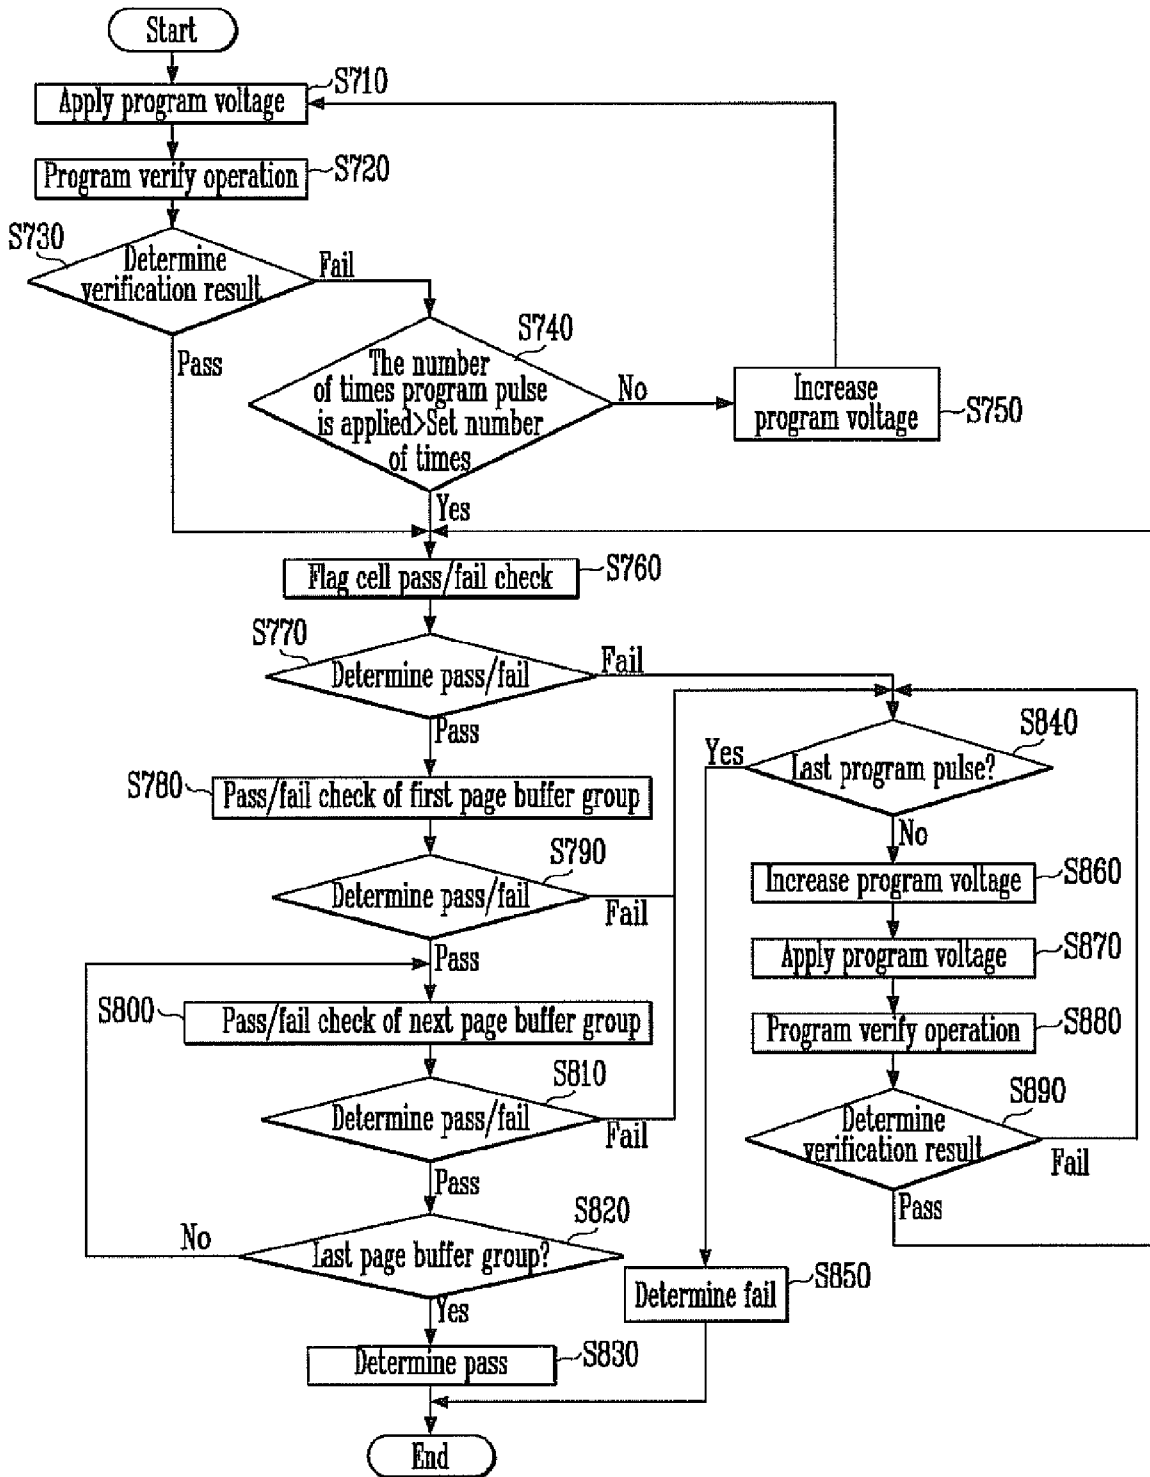 Start
S710
Apply program voltage
S720
Program verify operation
S730
Determine
verification result
Fail
Pass
S740
The number
of times program pulse
is applied>Set number
of times
No
Yes
Increase
program voltage
S750
Flag cell pass/fail check
S760
S770
Determine pass/fail
Fail
Pass
S780
Pass/fail check of first page buffer group
S790
Determine pass/fail
Fail
Pass
S800
Pass/fail check of next page buffer group
S810
Determine pass/fail
Fail
Pass
S820
Last page buffer group?
No
Yes
Determine pass
S830
S840
Last program pulse?
Yes
No
Increase program voltage
S860
Apply program voltage
S870
Program verify operation
S880
S890
Determine
verification result
Fail
Pass
S850
Determine fail
End